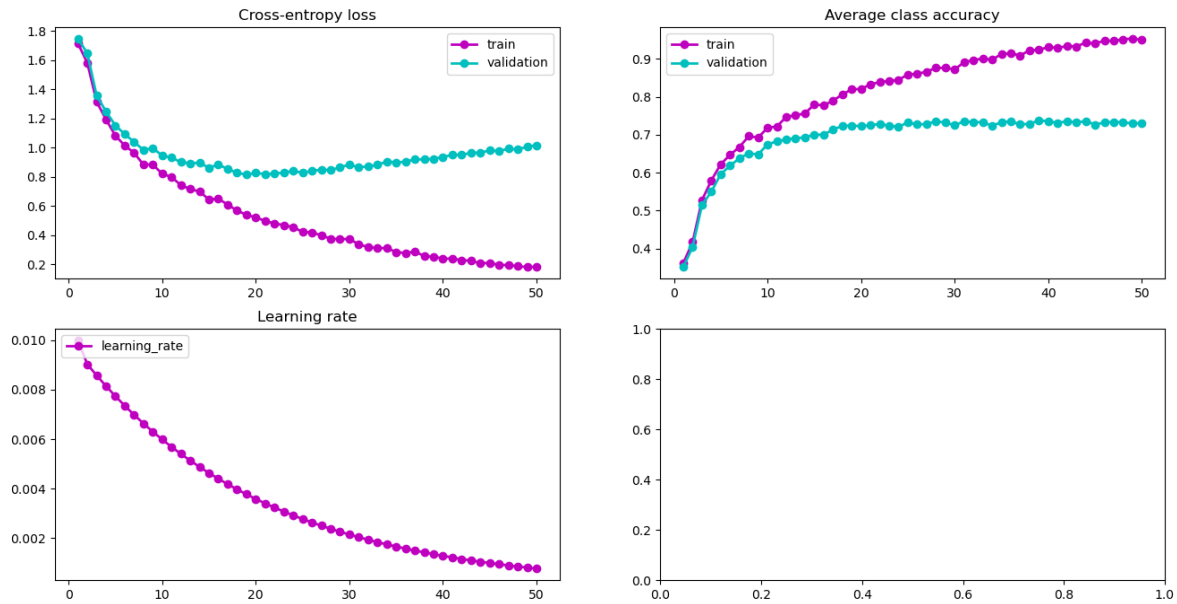 Cross-entropy loss
1.8
1.6
1.4
1.2
1.0
0.8
0.6
0.4
0.2
train
validation
0 10 20 30 40 50
Average class accuracy
0.9
0.8
0.7
0.6
0.5
0.4
train
validation
0 10 20 30 40 50
Learning rate
0.010
0.008
0.006
0.004
0.002
learning_rate
0 10 20 30 40 50
1.0
0.8
0.6
0.4
0.2
0.0
0.0 0.2 0.4 0.6 0.8 1.0